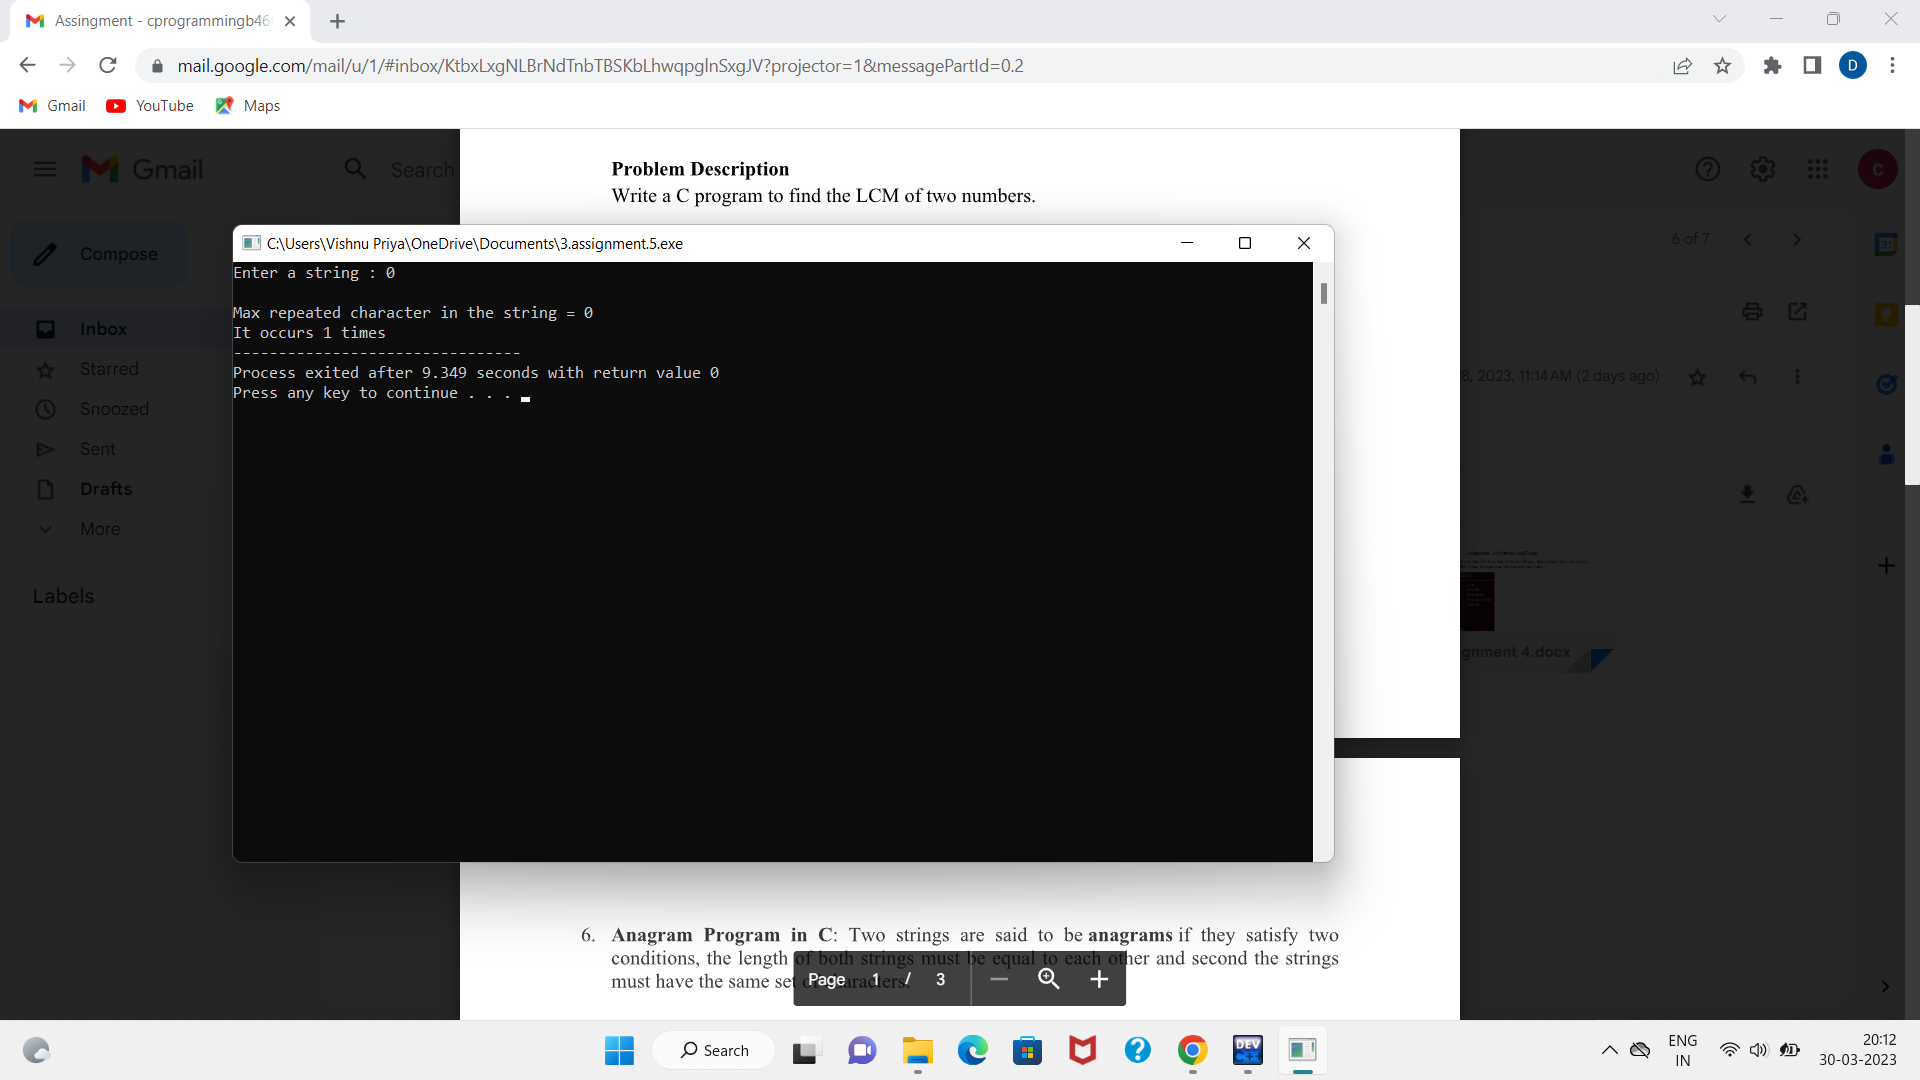 Assingment - cprogrammingb46
mail.google.com/mail/u/1/#inbox/KtbxLxgNLBrNdTnbTBSKbLhwqpglnSxgJV?projector=1&messagePartId=0.2
D
Gmail
YouTube
Maps
Gmail
Search
C
Problem Description
Write a C program to find the LCM of two numbers.
Compose
6 of 7
31
C:\Users\Vishnu Priya\OneDrive\Documents\3.assignment.5.exe
Enter a string : 0
Max repeated character in the string = 0
It occurs 1 times
--------------------------------
Process exited after 9.349 seconds with return value 0
Press any key to continue . . .
Inbox
Starred
Snoozed
Sent
Drafts
More
Labels
8, 2023, 11:14 AM (2 days ago)
gnment 4.docx
6. Anagram Program in C: Two strings are said to be anagrams if they satisfy two
conditions, the length of both strings must be equal to each other and second the strings
must have the same set of characters.
Page 1 / 3
Search
DEV
C++
ENG
IN
20:12
30-03-2023